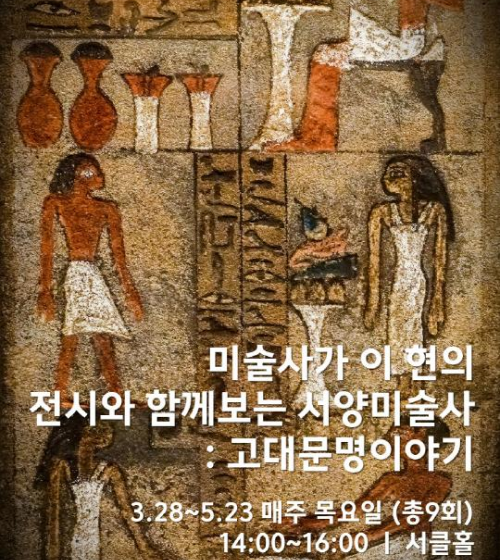 미술사가 이 현의
전시와 함께보는 서양미술사
: 고대문명이야기
3.28~5.23 매주 목요일 (총9회)
14:00~16:00 | 서클홀